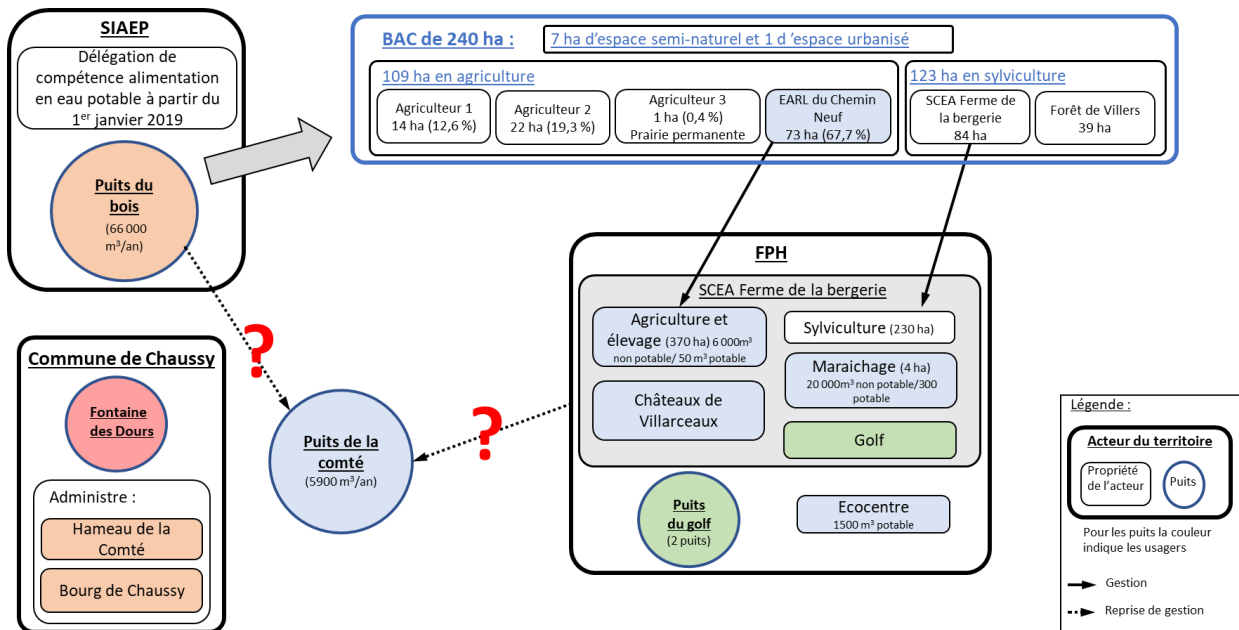 SIAEP
Délégation de
compétence alimentation
en eau potable à partir du
1er janvier 2019
Puits du
bois
(66 000
m³/an)
BAC de 240 ha :
7 ha d'espace semi-naturel et 1 d 'espace urbanisé
109 ha en agriculture
Agriculteur 1
14 ha (12,6 %)
Agriculteur 2
22 ha (19,3 %)
Agriculteur 3
1 ha (0,4 %)
Prairie permanente
EARL du Chemin
Neuf
73 ha (67,7 %)
123 ha en sylviculture
SCEA Ferme de
la bergerie
84 ha
Forêt de Villers
39 ha
?
Commune de Chaussy
Fontaine
des Dours
Administre :
Hameau de la
Comté
Bourg de Chaussy
Puits de la
comté
(5900 m³/an)
?
FPH
SCEA Ferme de la bergerie
Agriculture et
élevage (370 ha) 6 000m³
non potable/ 50 m³ potable
Châteaux de
Villarceaux
Sylviculture (230 ha)
Maraichage (4 ha)
20 000m³ non potable/300
potable
Golf
Puits
du golf
(2 puits)
Ecocentre
1500 m³ potable
Légende :
Acteur du territoire
Propriété
de l'acteur
Puits
Pour les puits la couleur
indique les usagers
Gestion
Reprise de gestion